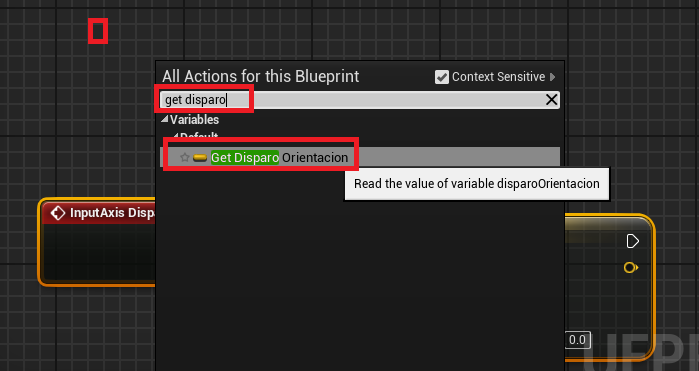 All Actions for this Blueprint
Context Sensitive
get disparo
Variables
Default
Get Disparo Orientacion
Read the value of variable disparoOrientacion
InputAxis Dispa
0.0